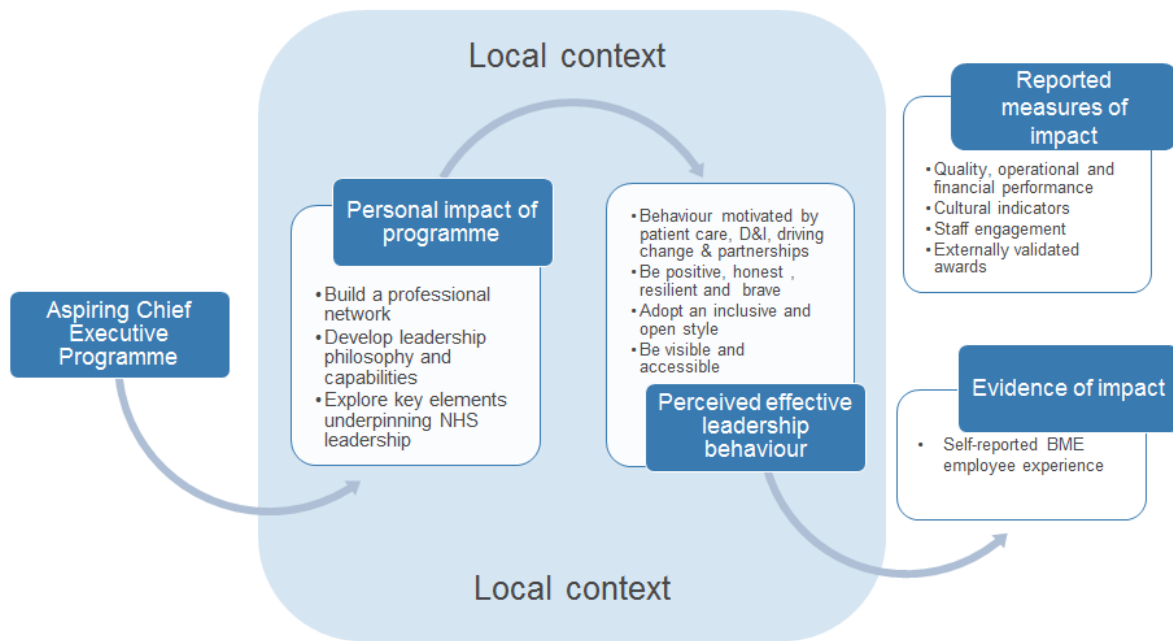 Local context
Aspiring Chief
Executive
Programme
Personal impact of
programme
• Build a professional
network
• Develop leadership
philosophy and
capabilities
• Explore key elements
underpinning NHS
leadership
• Behaviour motivated by
patient care, D&I, driving
change & partnerships
• Be positive, honest ,
resilient and brave
• Adopt an inclusive and
open style
• Be visible and
accessible
Perceived effective
leadership
behaviour
Reported
measures of
impact
• Quality, operational and
financial performance
• Cultural indicators
• Staff engagement
• Externally validated
awards
Evidence of impact
• Self-reported BME
employee experience
Local context